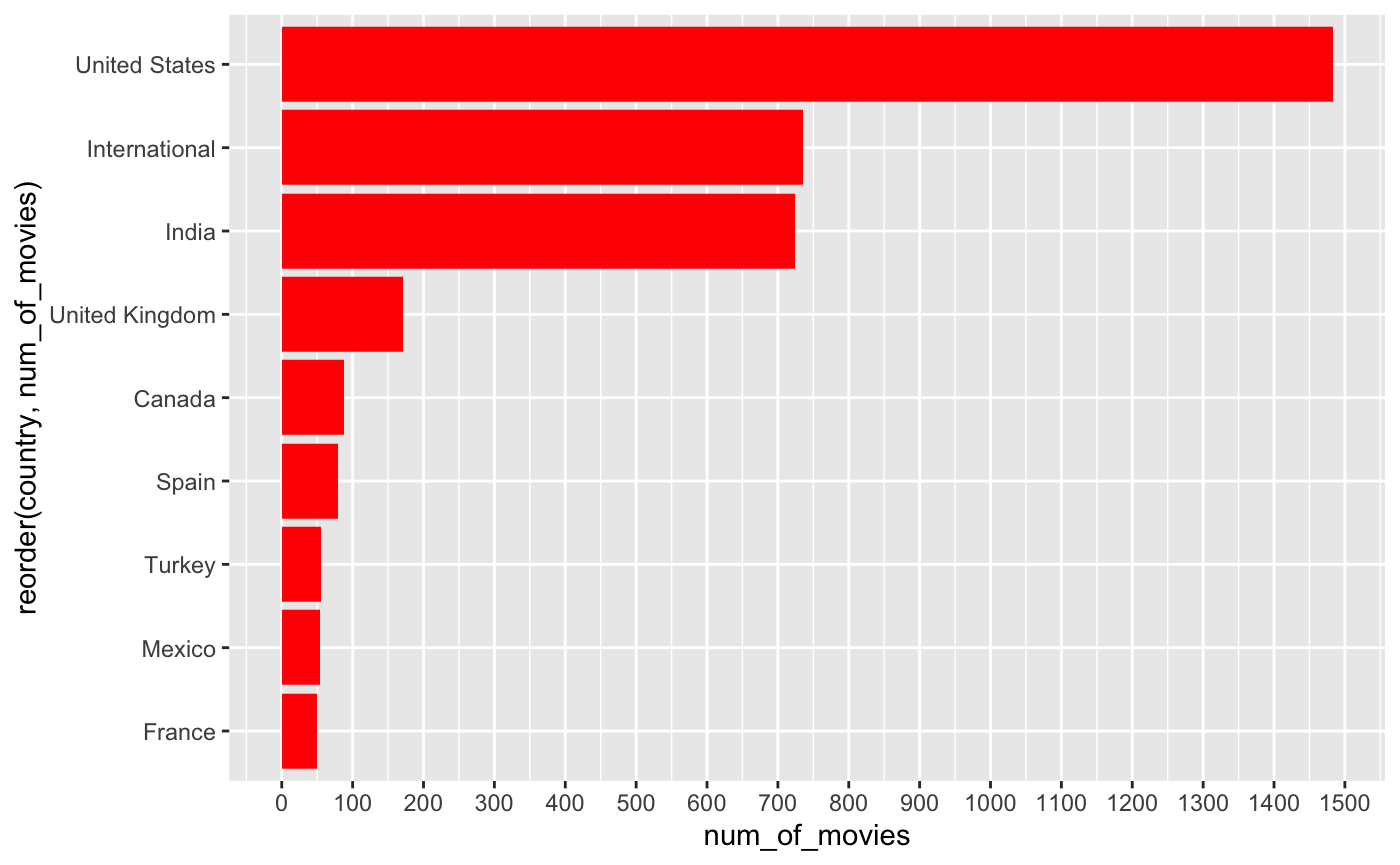 United States
International
India
United Kingdom
Canada
Spain
Turkey
Mexico
France
reorder(country, num_of_movies)
0 100 200 300 400 500 600 700 800 900 1000 1100 1200 1300 1400 1500
num_of_movies